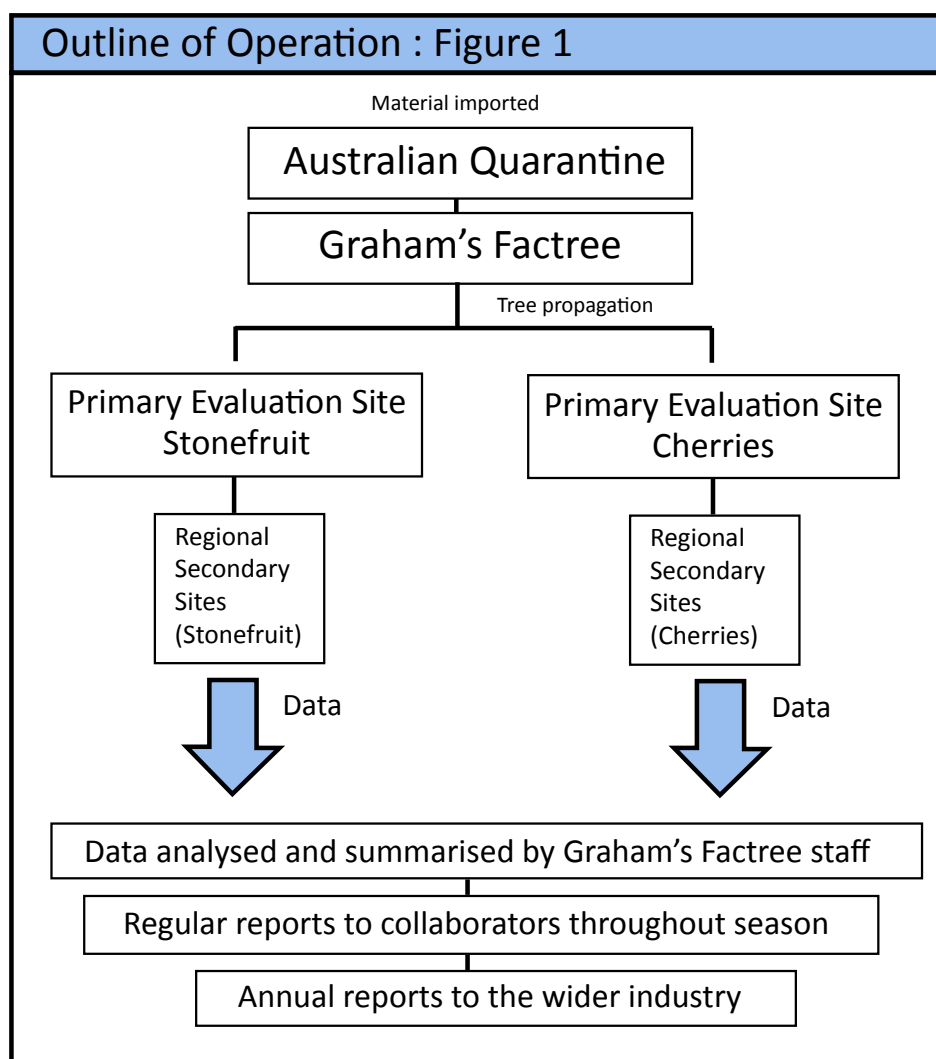 Outline of Operation : Figure 1
Material imported
Australian Quarantine
Graham's Factree
Tree propagation
Primary Evaluation Site
Stonefruit
Primary Evaluation Site
Cherries
Regional
Secondary
Sites
(Stonefruit)
Regional
Secondary
Sites
(Cherries)
Data
Data
Data analysed and summarised by Graham's Factree staff
Regular reports to collaborators throughout season
Annual reports to the wider industry